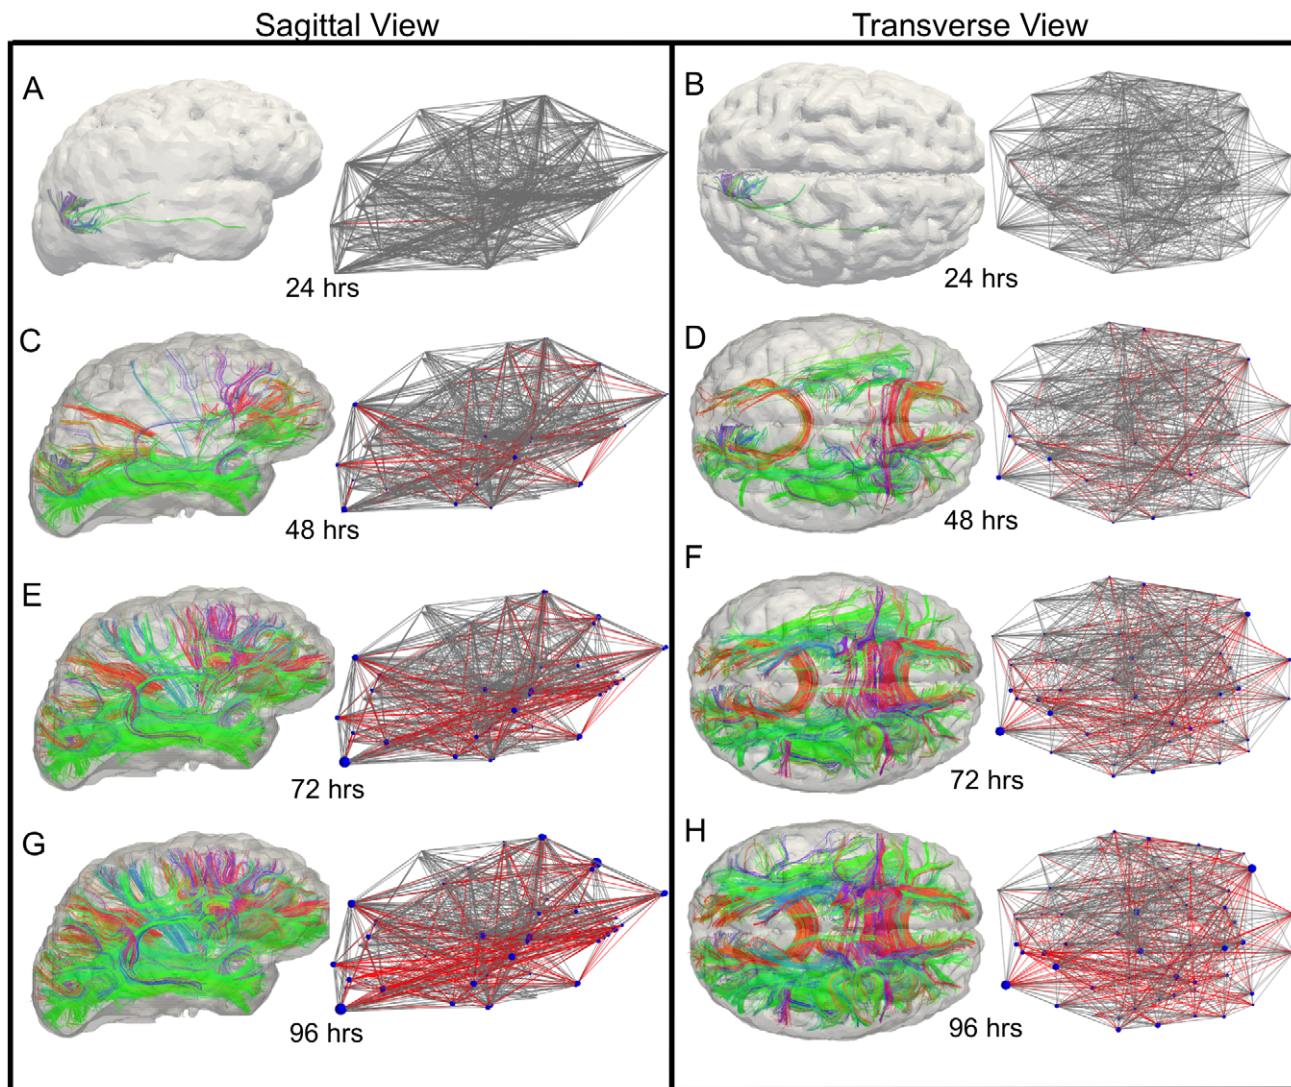 Sagittal View
Transverse View
A
B
24 hrs
24 hrs
C
D
48 hrs
48 hrs
E
F
72 hrs
72 hrs
G
H
96 hrs
96 hrs